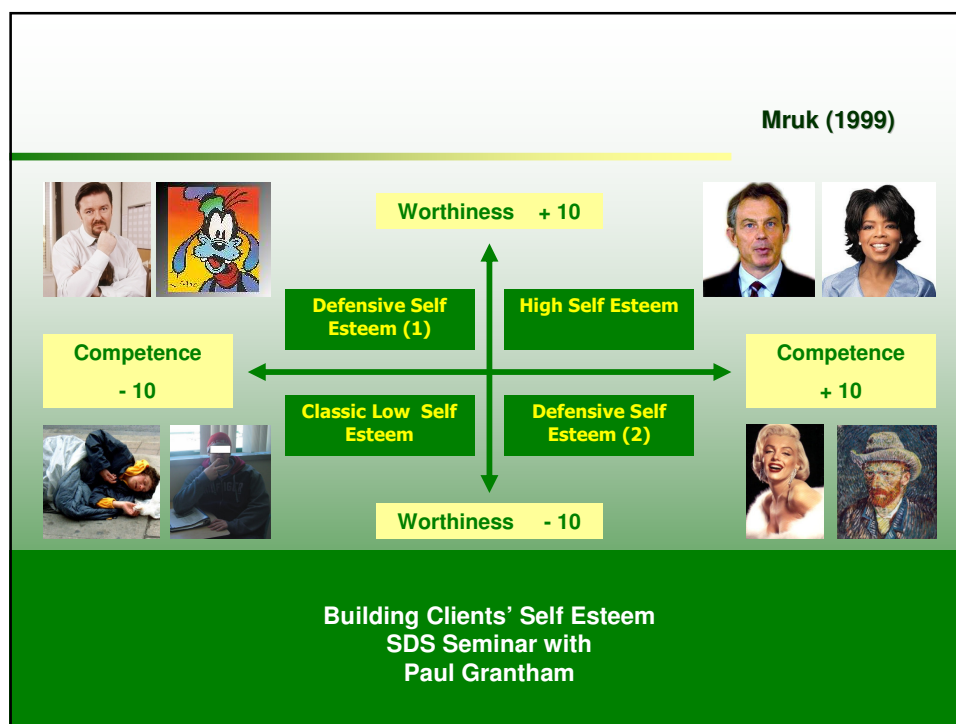 Mruk (1999)
Worthiness + 10
Defensive Self
Esteem (1)
High Self Esteem
Competence
- 10
Competence
+ 10
Classic Low Self
Esteem
Defensive Self
Esteem (2)
Worthiness - 10
Building Clients’ Self Esteem
SDS Seminar with
Paul Grantham